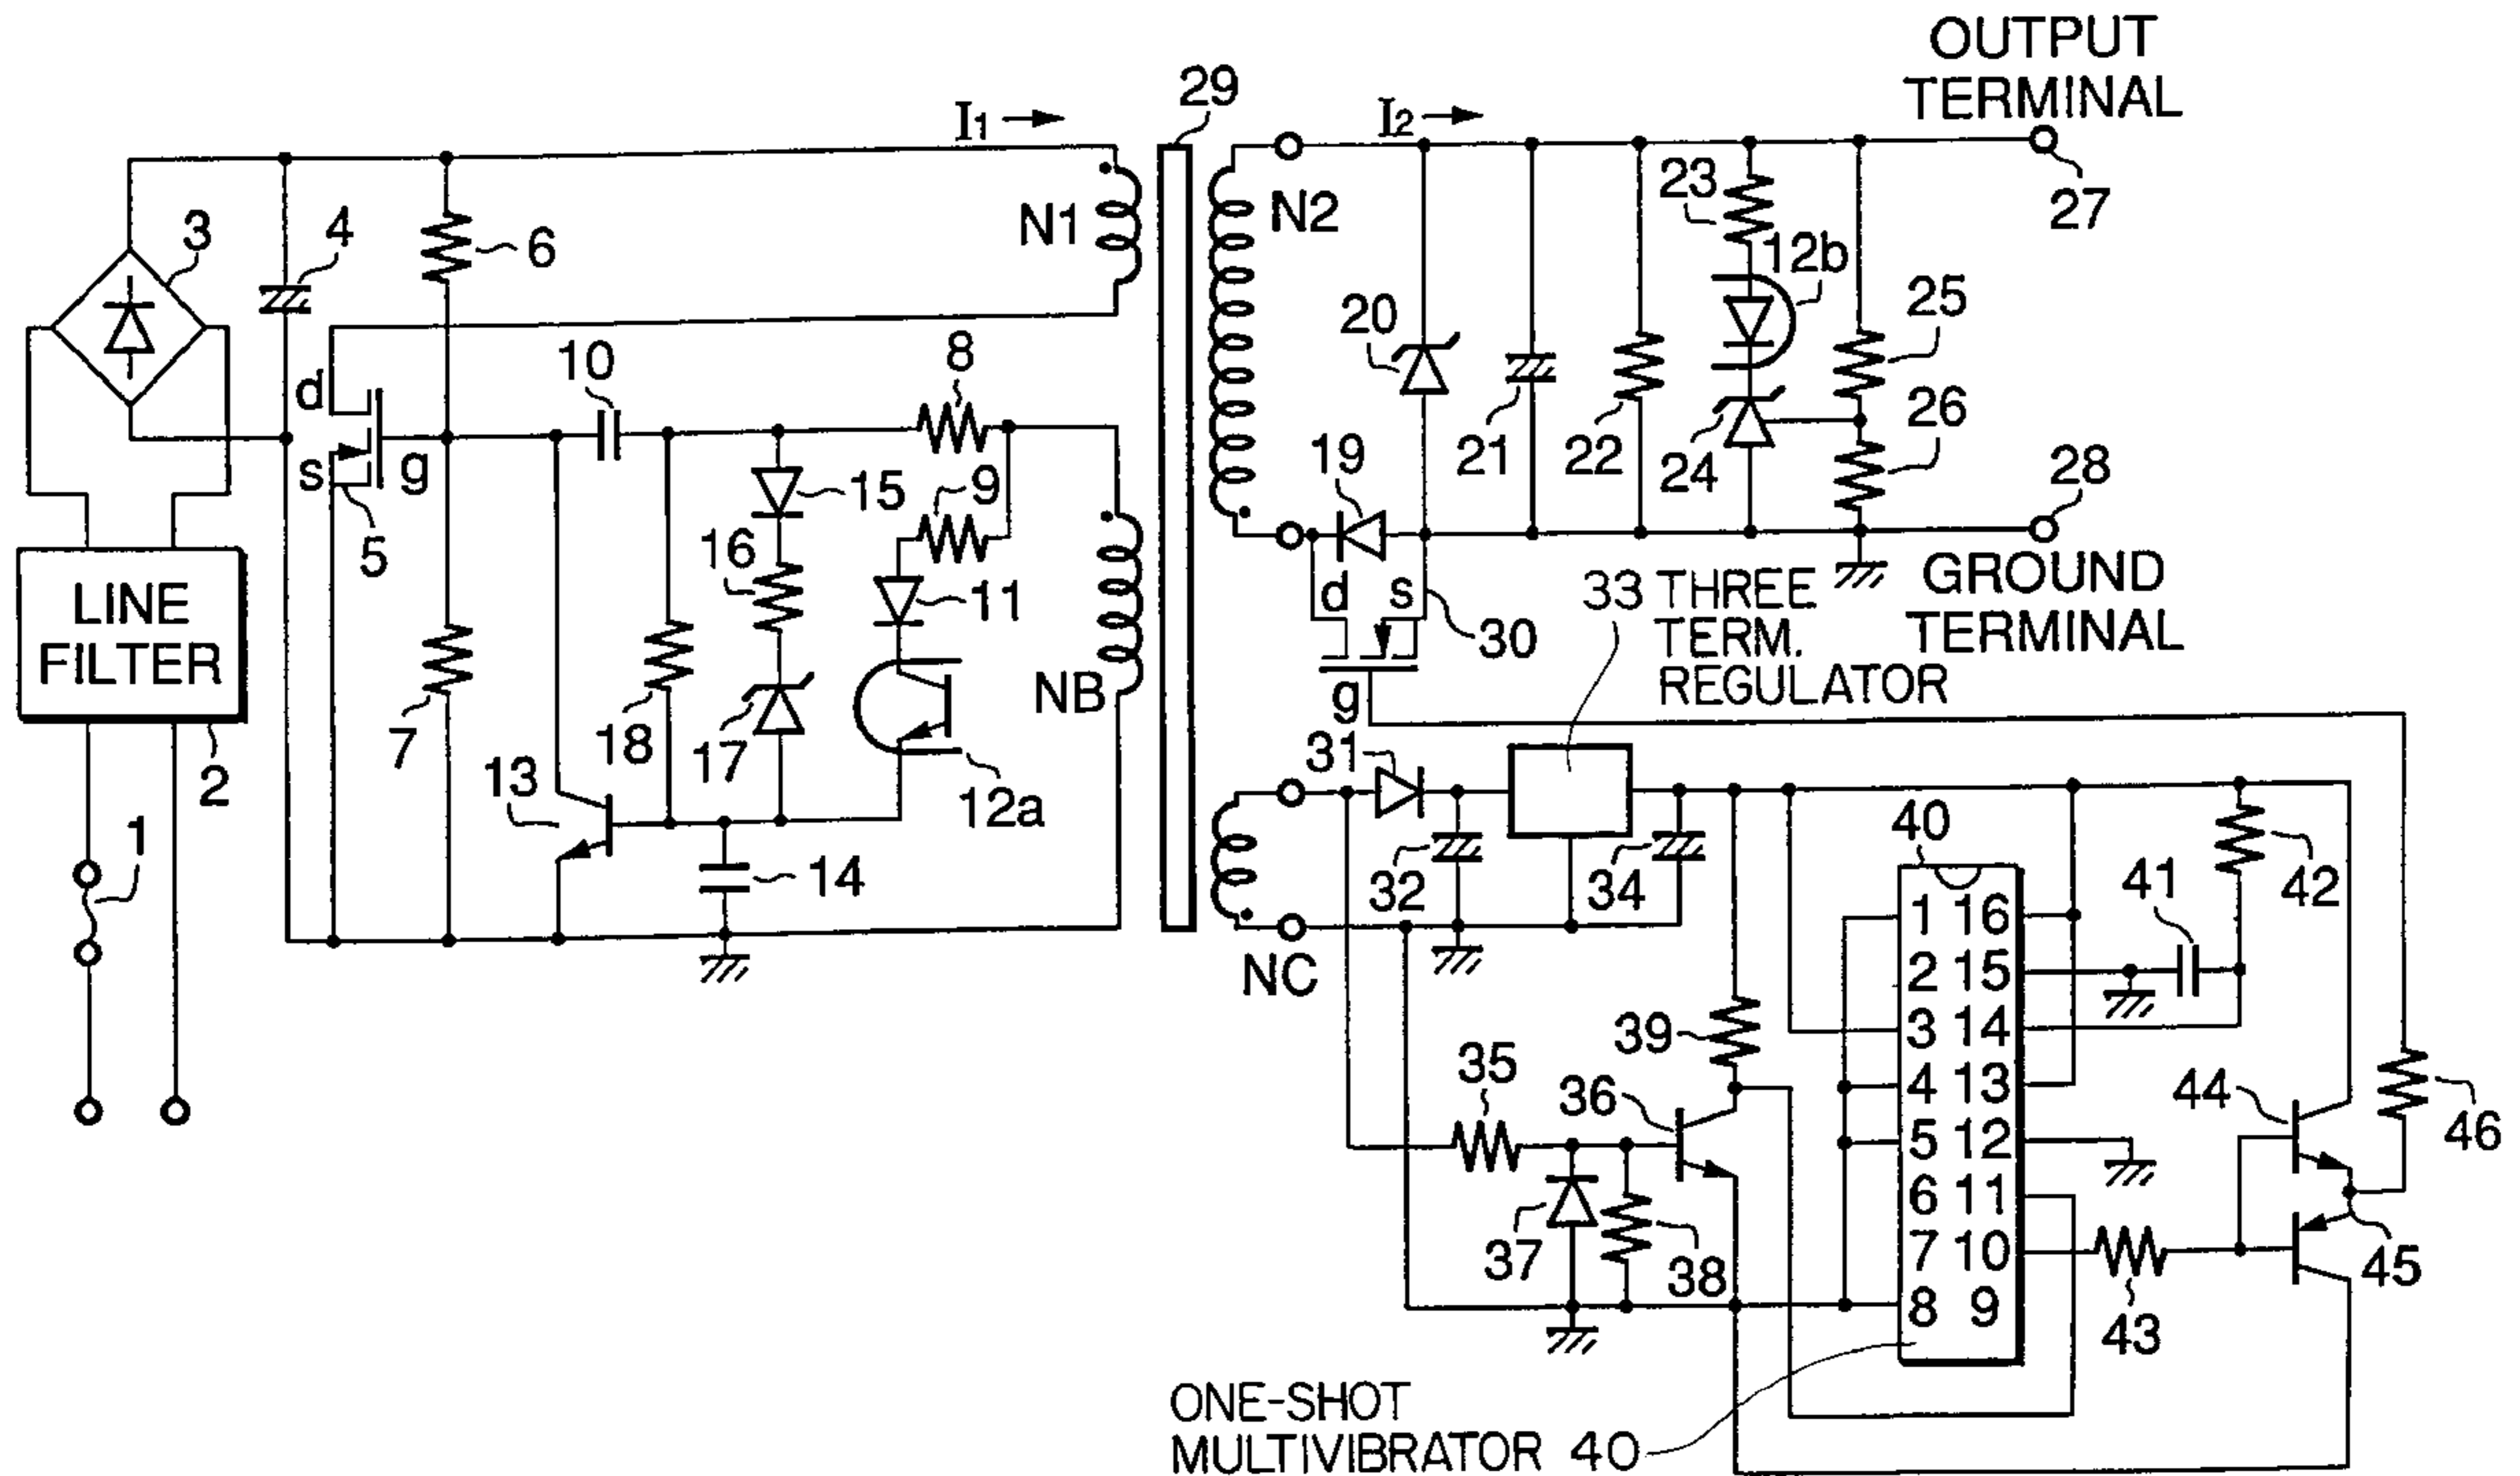 OUTPUT
TERMINAL
29
I1
I2
27
N1
N2
23
12b
3
4
6
25
20
8
10
26
d
28
19
21
22
24
s
g
15
9
5
16
GROUND
TERMINAL
33 THREE
TERM.
REGULATOR
d
s
11
30
LINE
FILTER
NB
g
7
18
17
31
13
2
12a
1
40
32
34
14
41
42
1 16
2 15
3 14
4 13
5 12
6 11
7 10
8 9
NC
39
35
36
44
46
37
38
45
43
ONE-SHOT
MULTIVIBRATOR 40